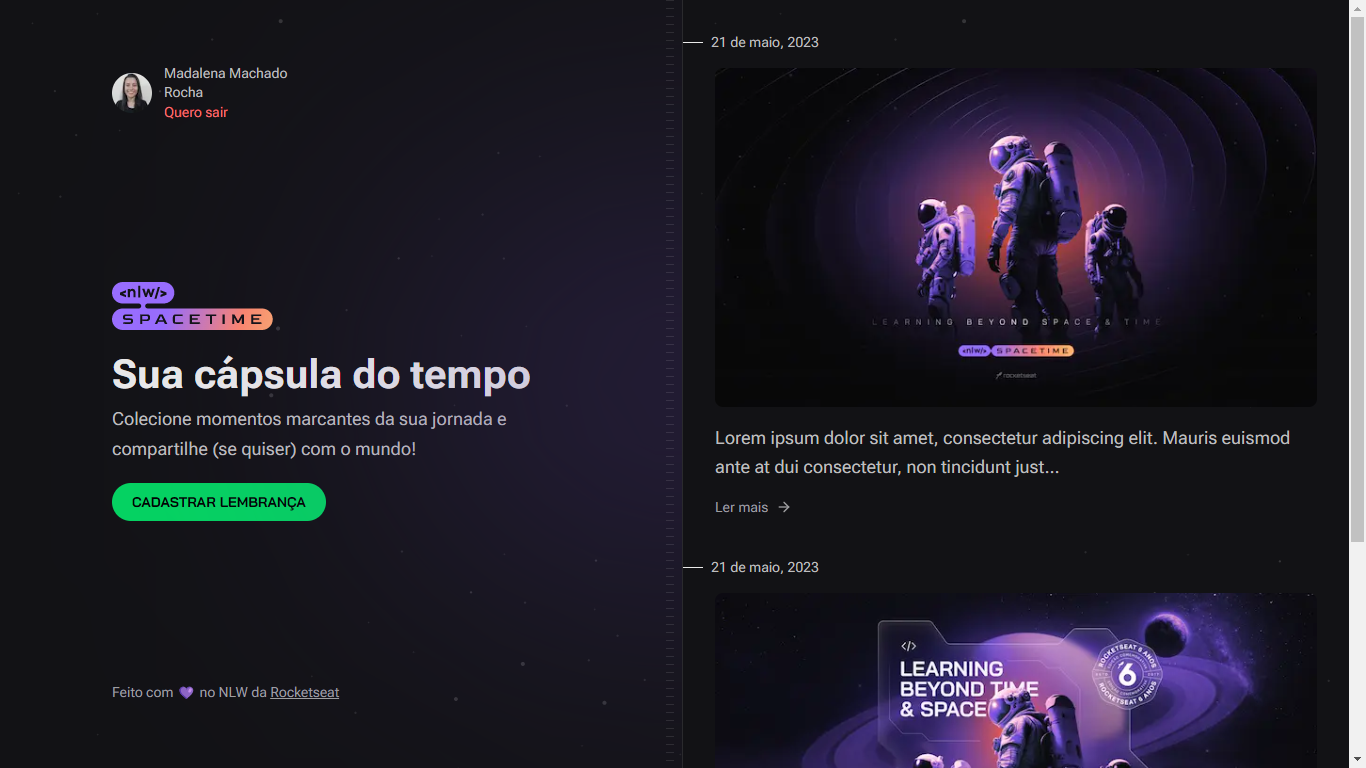 Madalena Machado
Rocha
Quero sair
<nlw/>
SPACETIME
Sua cápsula do tempo
Colecione momentos marcantes da sua jornada e
compartilhe (se quiser) com o mundo!
CADASTRAR LEMBRANÇA
Feito com 💜 no NLW da Rocketseat
21 de maio, 2023
LEARNING BEYOND SPACE & TIME
<nlw/> SPACETIME
rocketseat
Lorem ipsum dolor sit amet, consectetur adipiscing elit. Mauris euismod
ante at dui consectetur, non tincidunt just...
Ler mais →
21 de maio, 2023
</>
LEARNING
BEYOND TIME
& SPACE
ROCKETSEAT 6 ANOS
6
ROCKETSEAT 6 ANOS